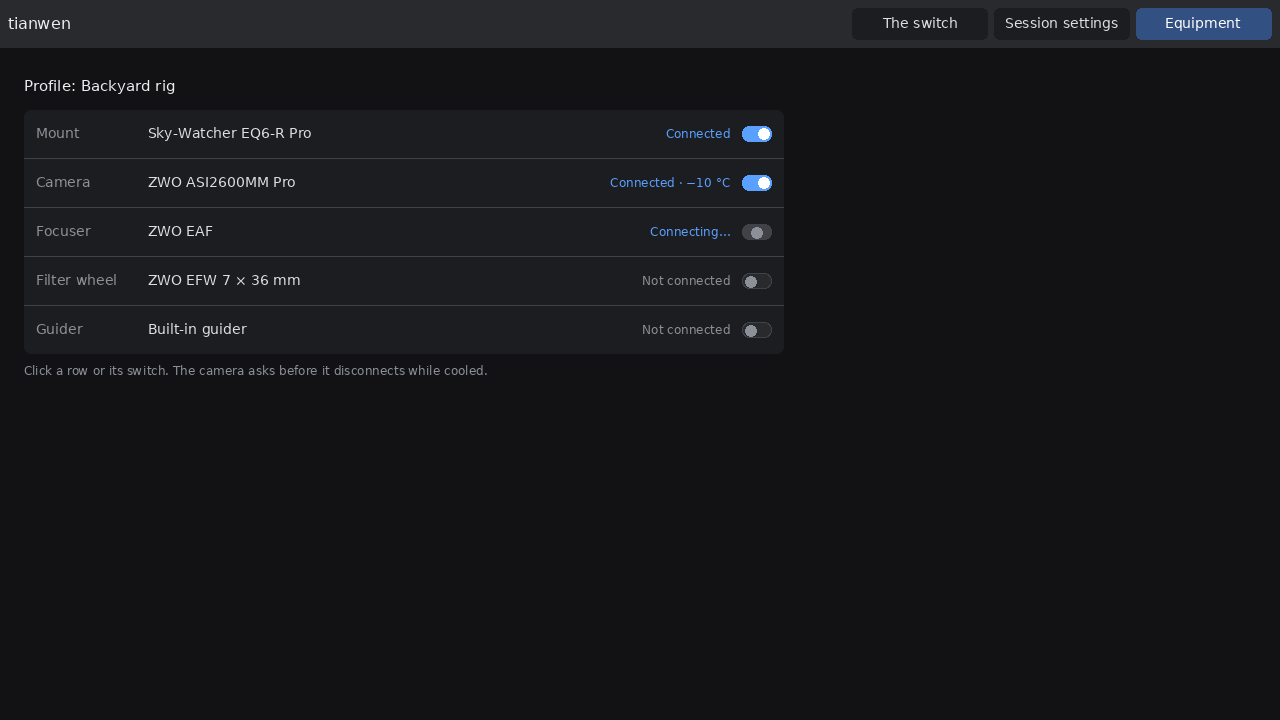 tianwen
The switch
Session settings
Equipment
Profile: Backyard rig
Mount Sky-Watcher EQ6-R Pro Connected
Camera ZWO ASI2600MM Pro Connected · −10 °C
Focuser ZWO EAF Connecting...
Filter wheel ZWO EFW 7 × 36 mm Not connected
Guider Built-in guider Not connected
Click a row or its switch. The camera asks before it disconnects while cooled.